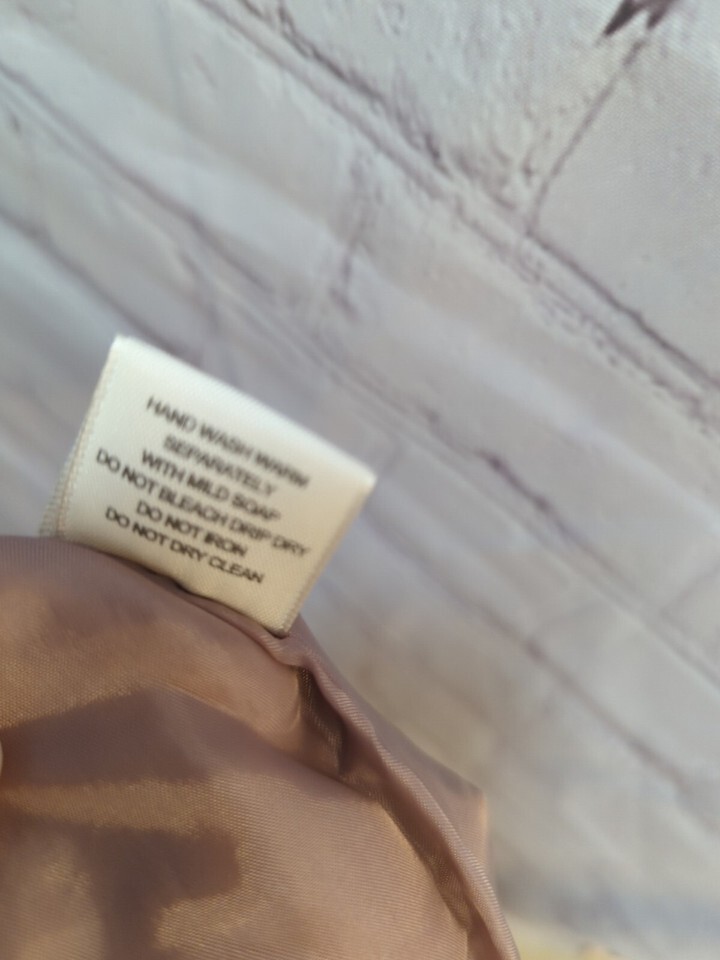 HAND WASH WARM
SEPARATELY
WITH MILD SOAP
DO NOT BLEACH DRIP DRY
DO NOT IRON
DO NOT DRY CLEAN